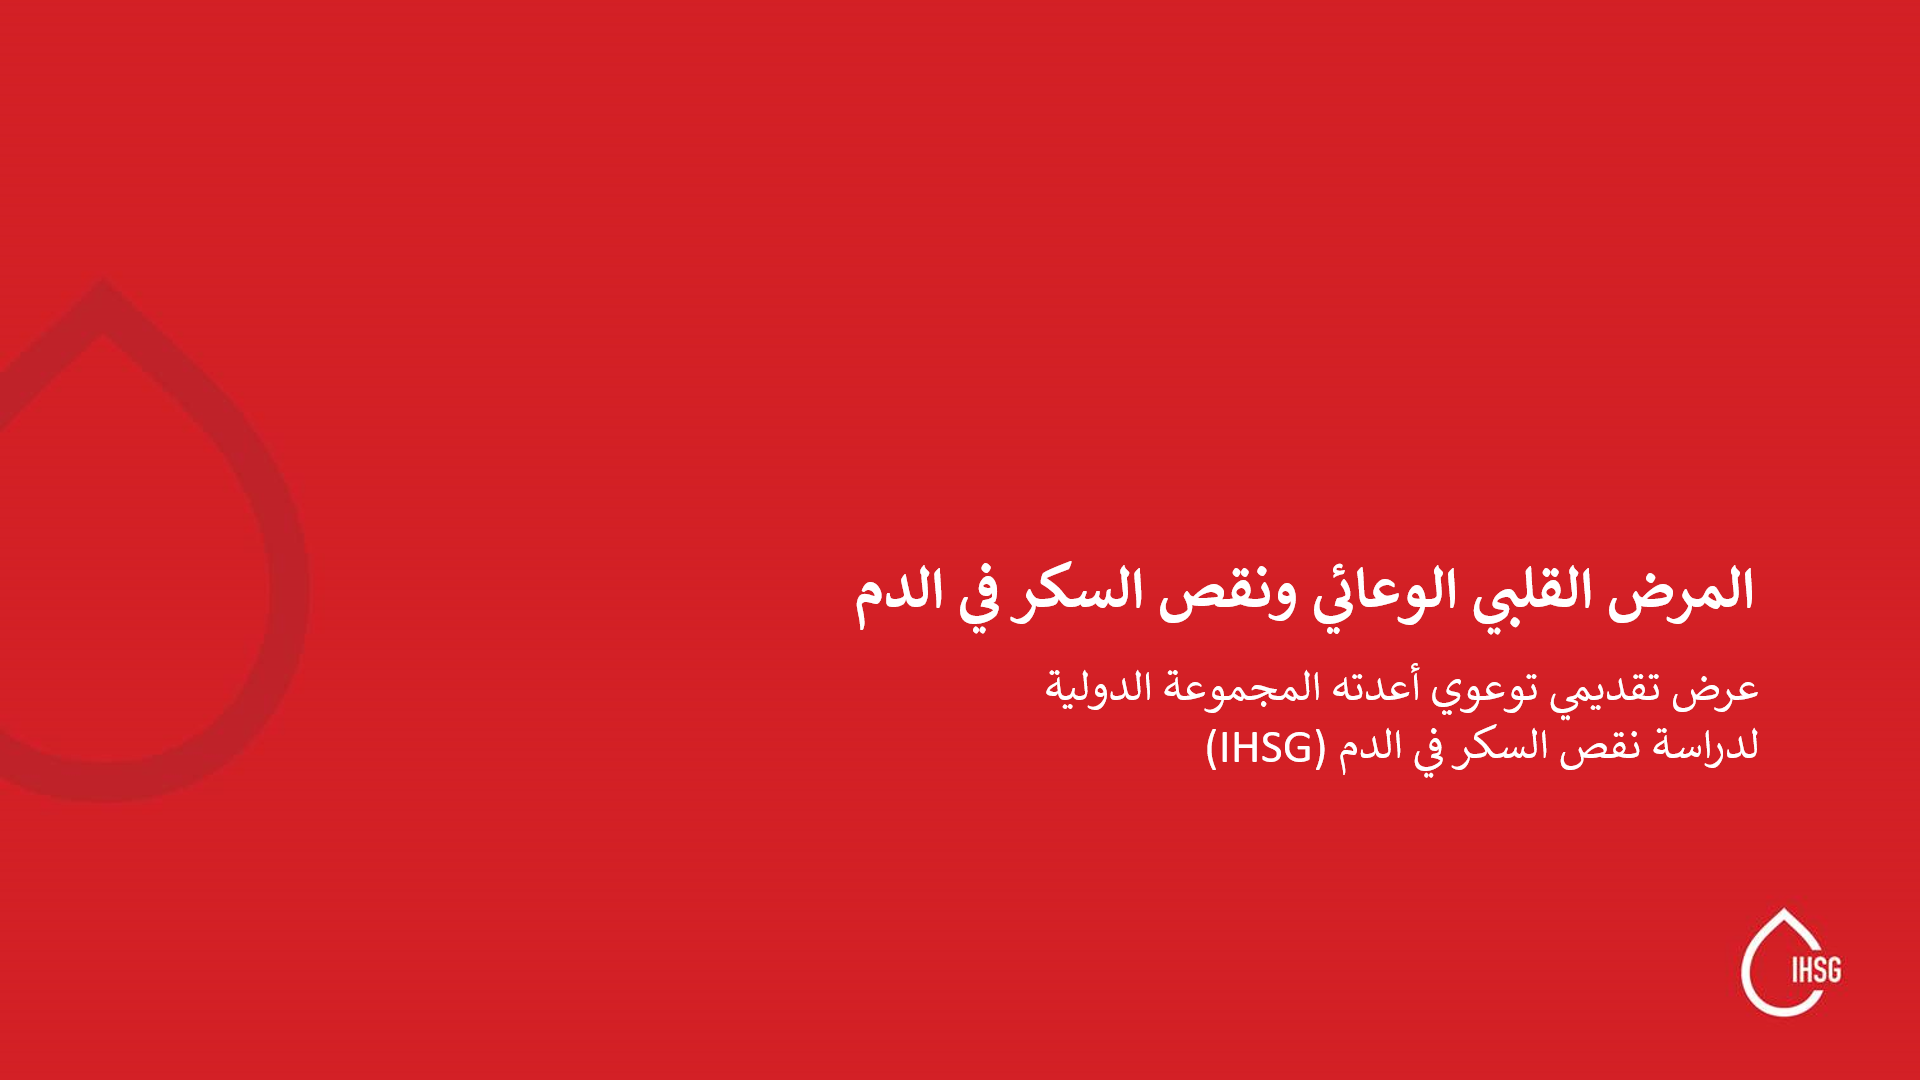 المرض القلبي الوعائي ونقص السكر في الدم
عرض تقديمي توعوي أعدته المجموعة الدولية
لدراسة نقص السكر في الدم (IHSG)
IHSG